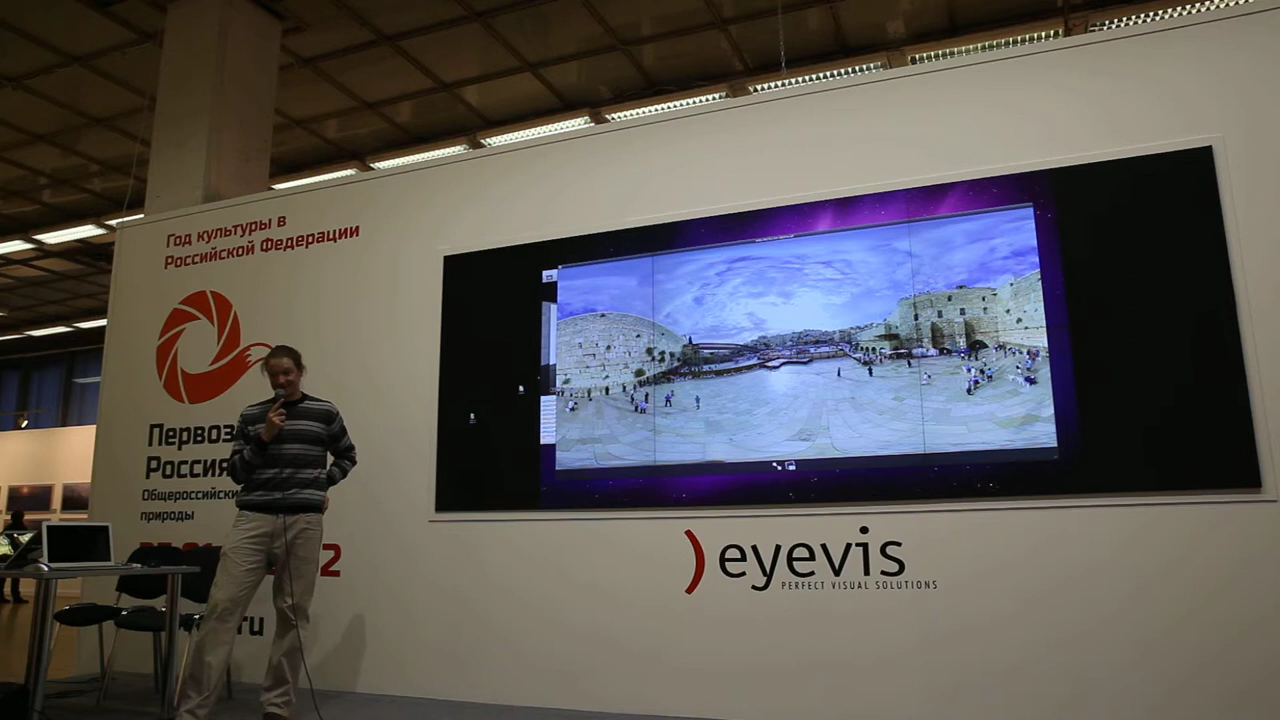 Год культуры в
Российской Федерации
Первоз
Россия
Общероссийски
природы
2
ru
eyevis
PERFECT VISUAL SOLUTIONS